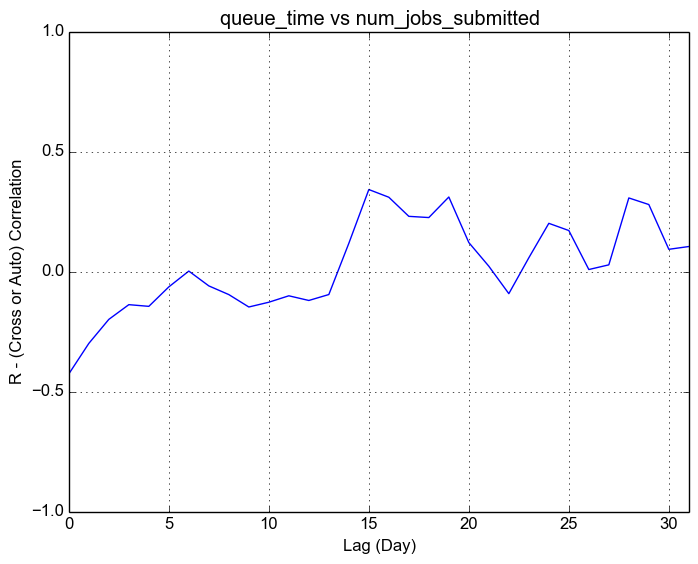 queue_time vs num_jobs_submitted
1.0
0.5
0.0
−0.5
−1.0
R - (Cross or Auto) Correlation
0 5 10 15 20 25 30
Lag (Day)